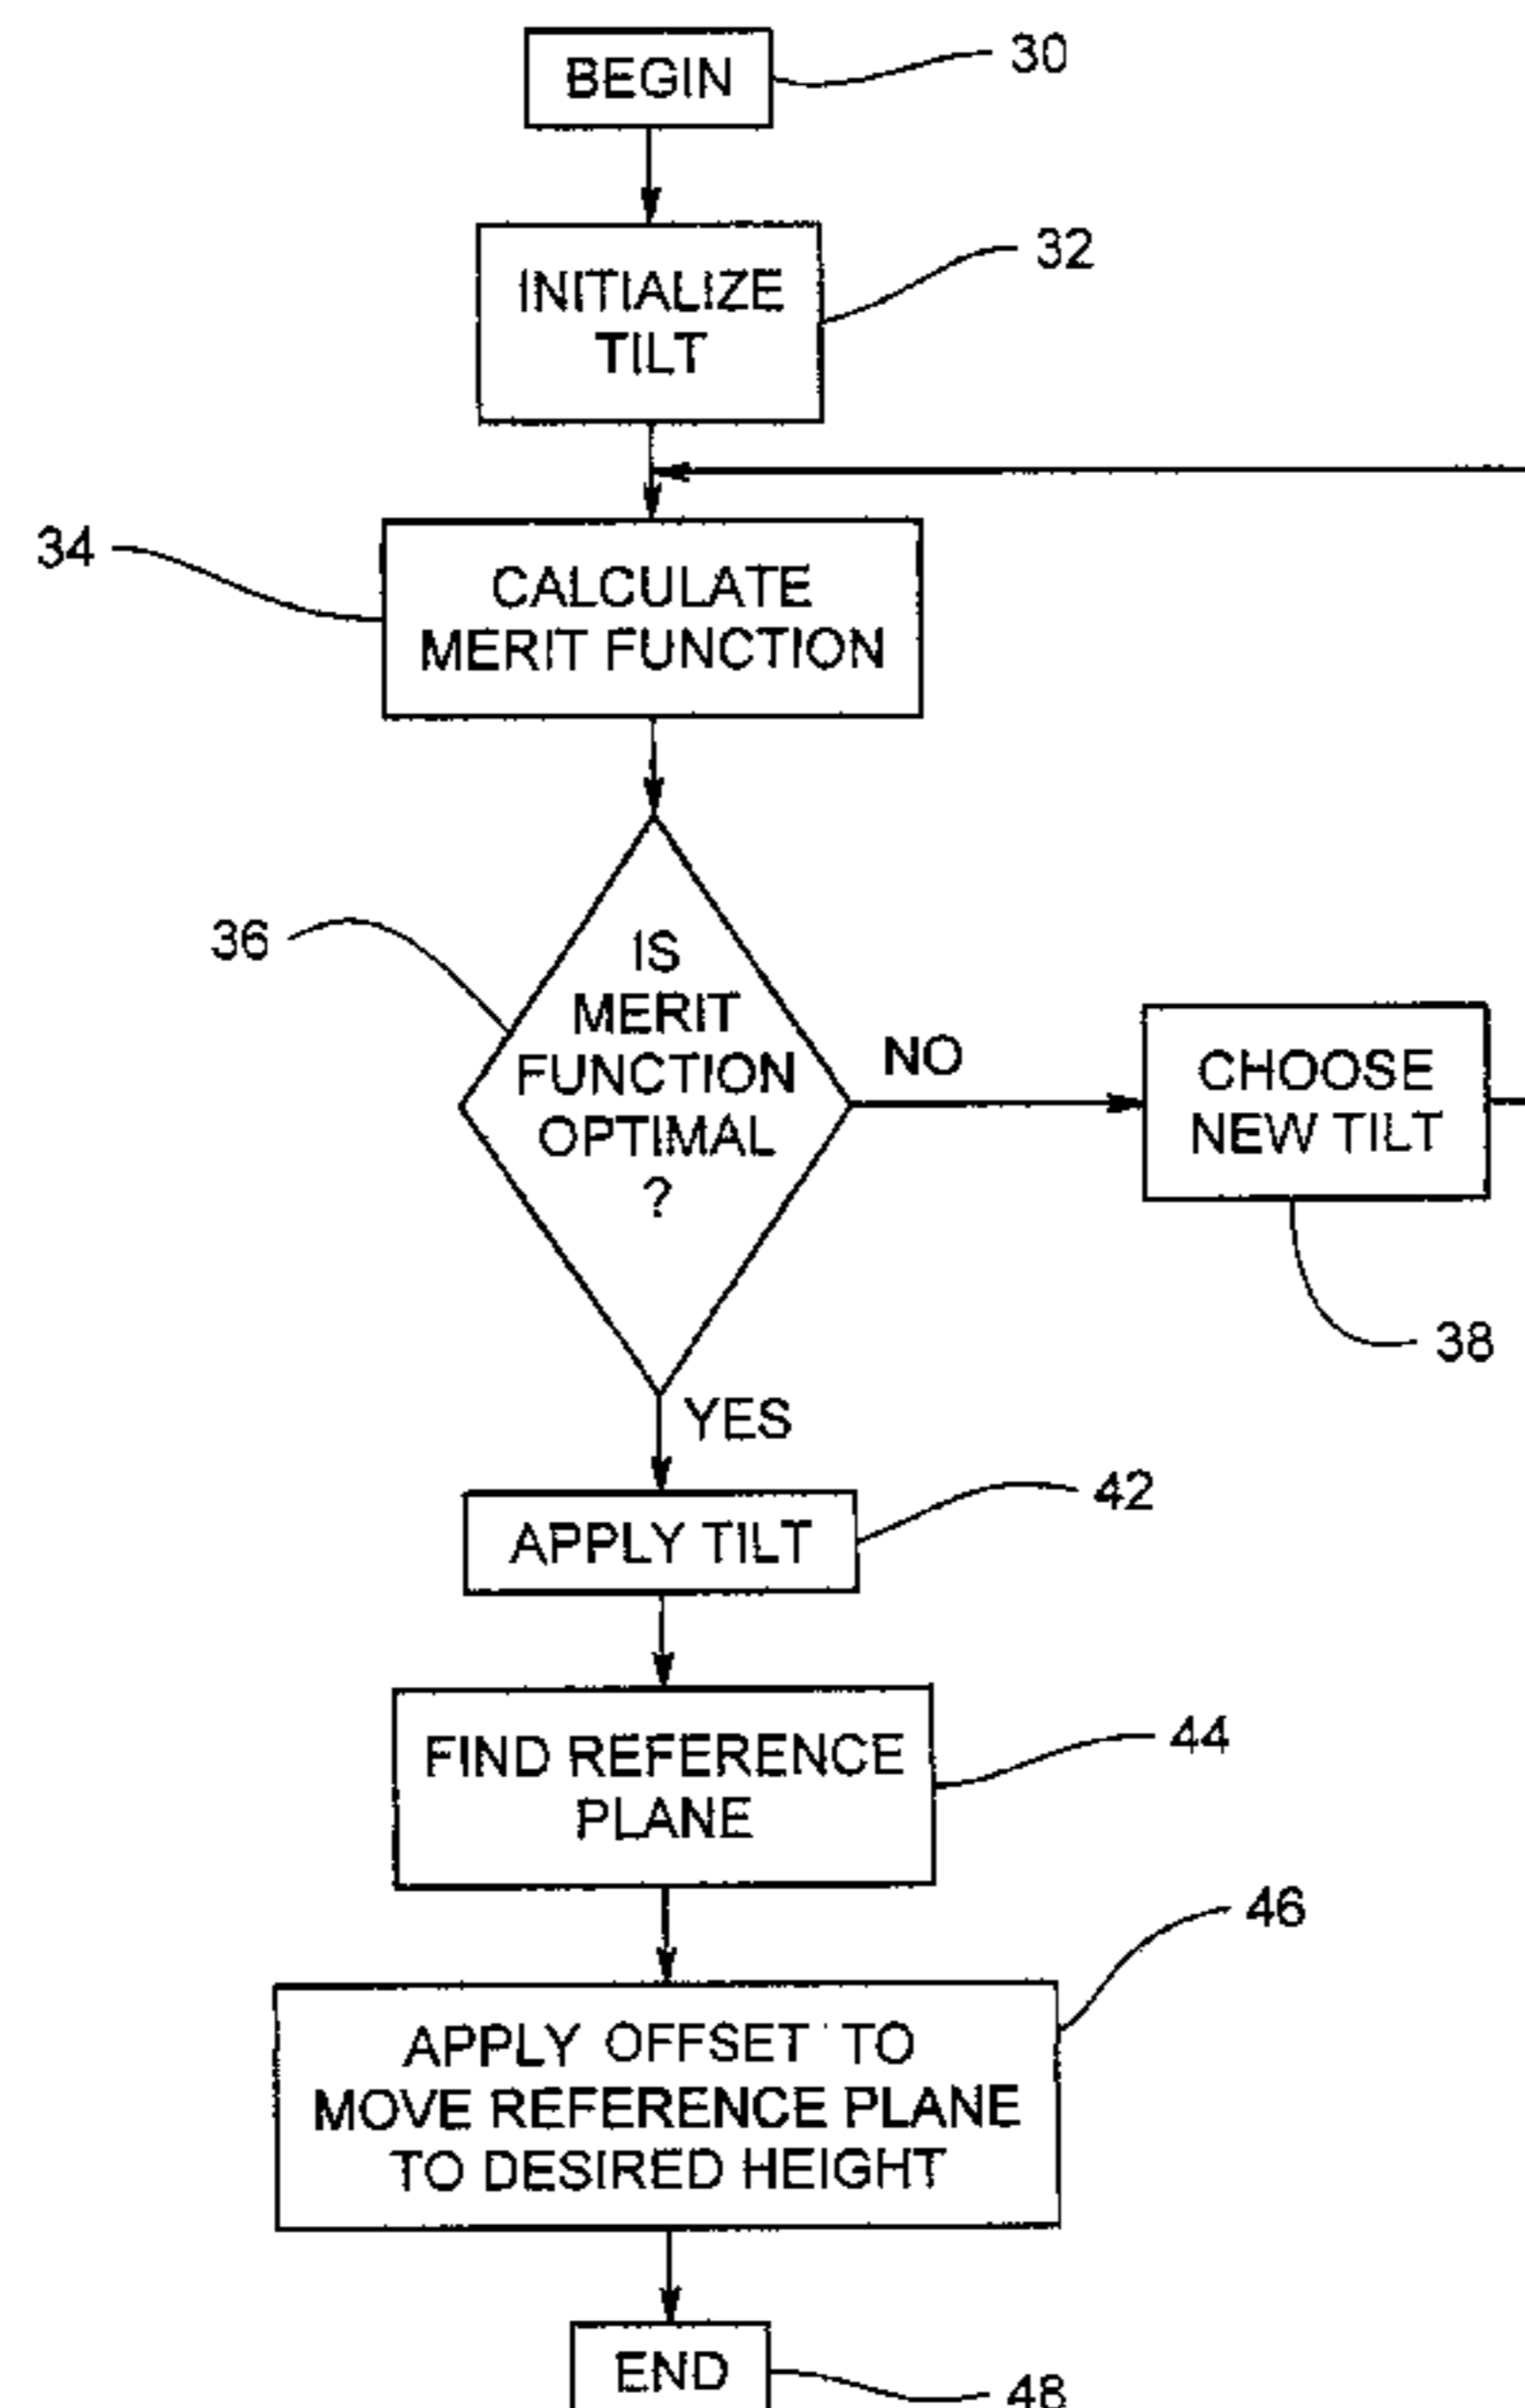 BEGIN
30
INITIALIZE
TILT
32
34
CALCULATE
MERIT FUNCTION
36
IS
MERIT
FUNCTION
OPTIMAL
?
NO
CHOOSE
NEW TILT
38
YES
APPLY TILT
42
FIND REFERENCE
PLANE
44
46
APPLY OFFSET TO
MOVE REFERENCE PLANE
TO DESIRED HEIGHT
END
48